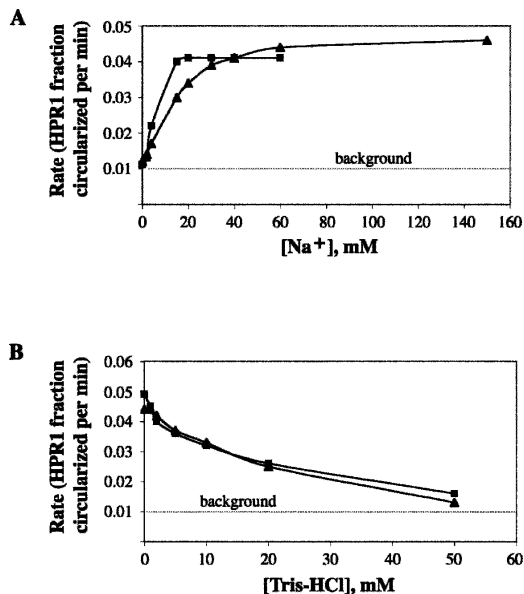 A
Rate (HPR1 fraction
circularized per min)
0.05
0.04
0.03
0.02
0.01
background
0 20 40 60 80 100 120 140 160
[Na+], mM
B
Rate (HPR1 fraction
circularized per min)
0.06
0.05
0.04
0.03
0.02
0.01
background
0 10 20 30 40 50 60
[Tris-HCl], mM